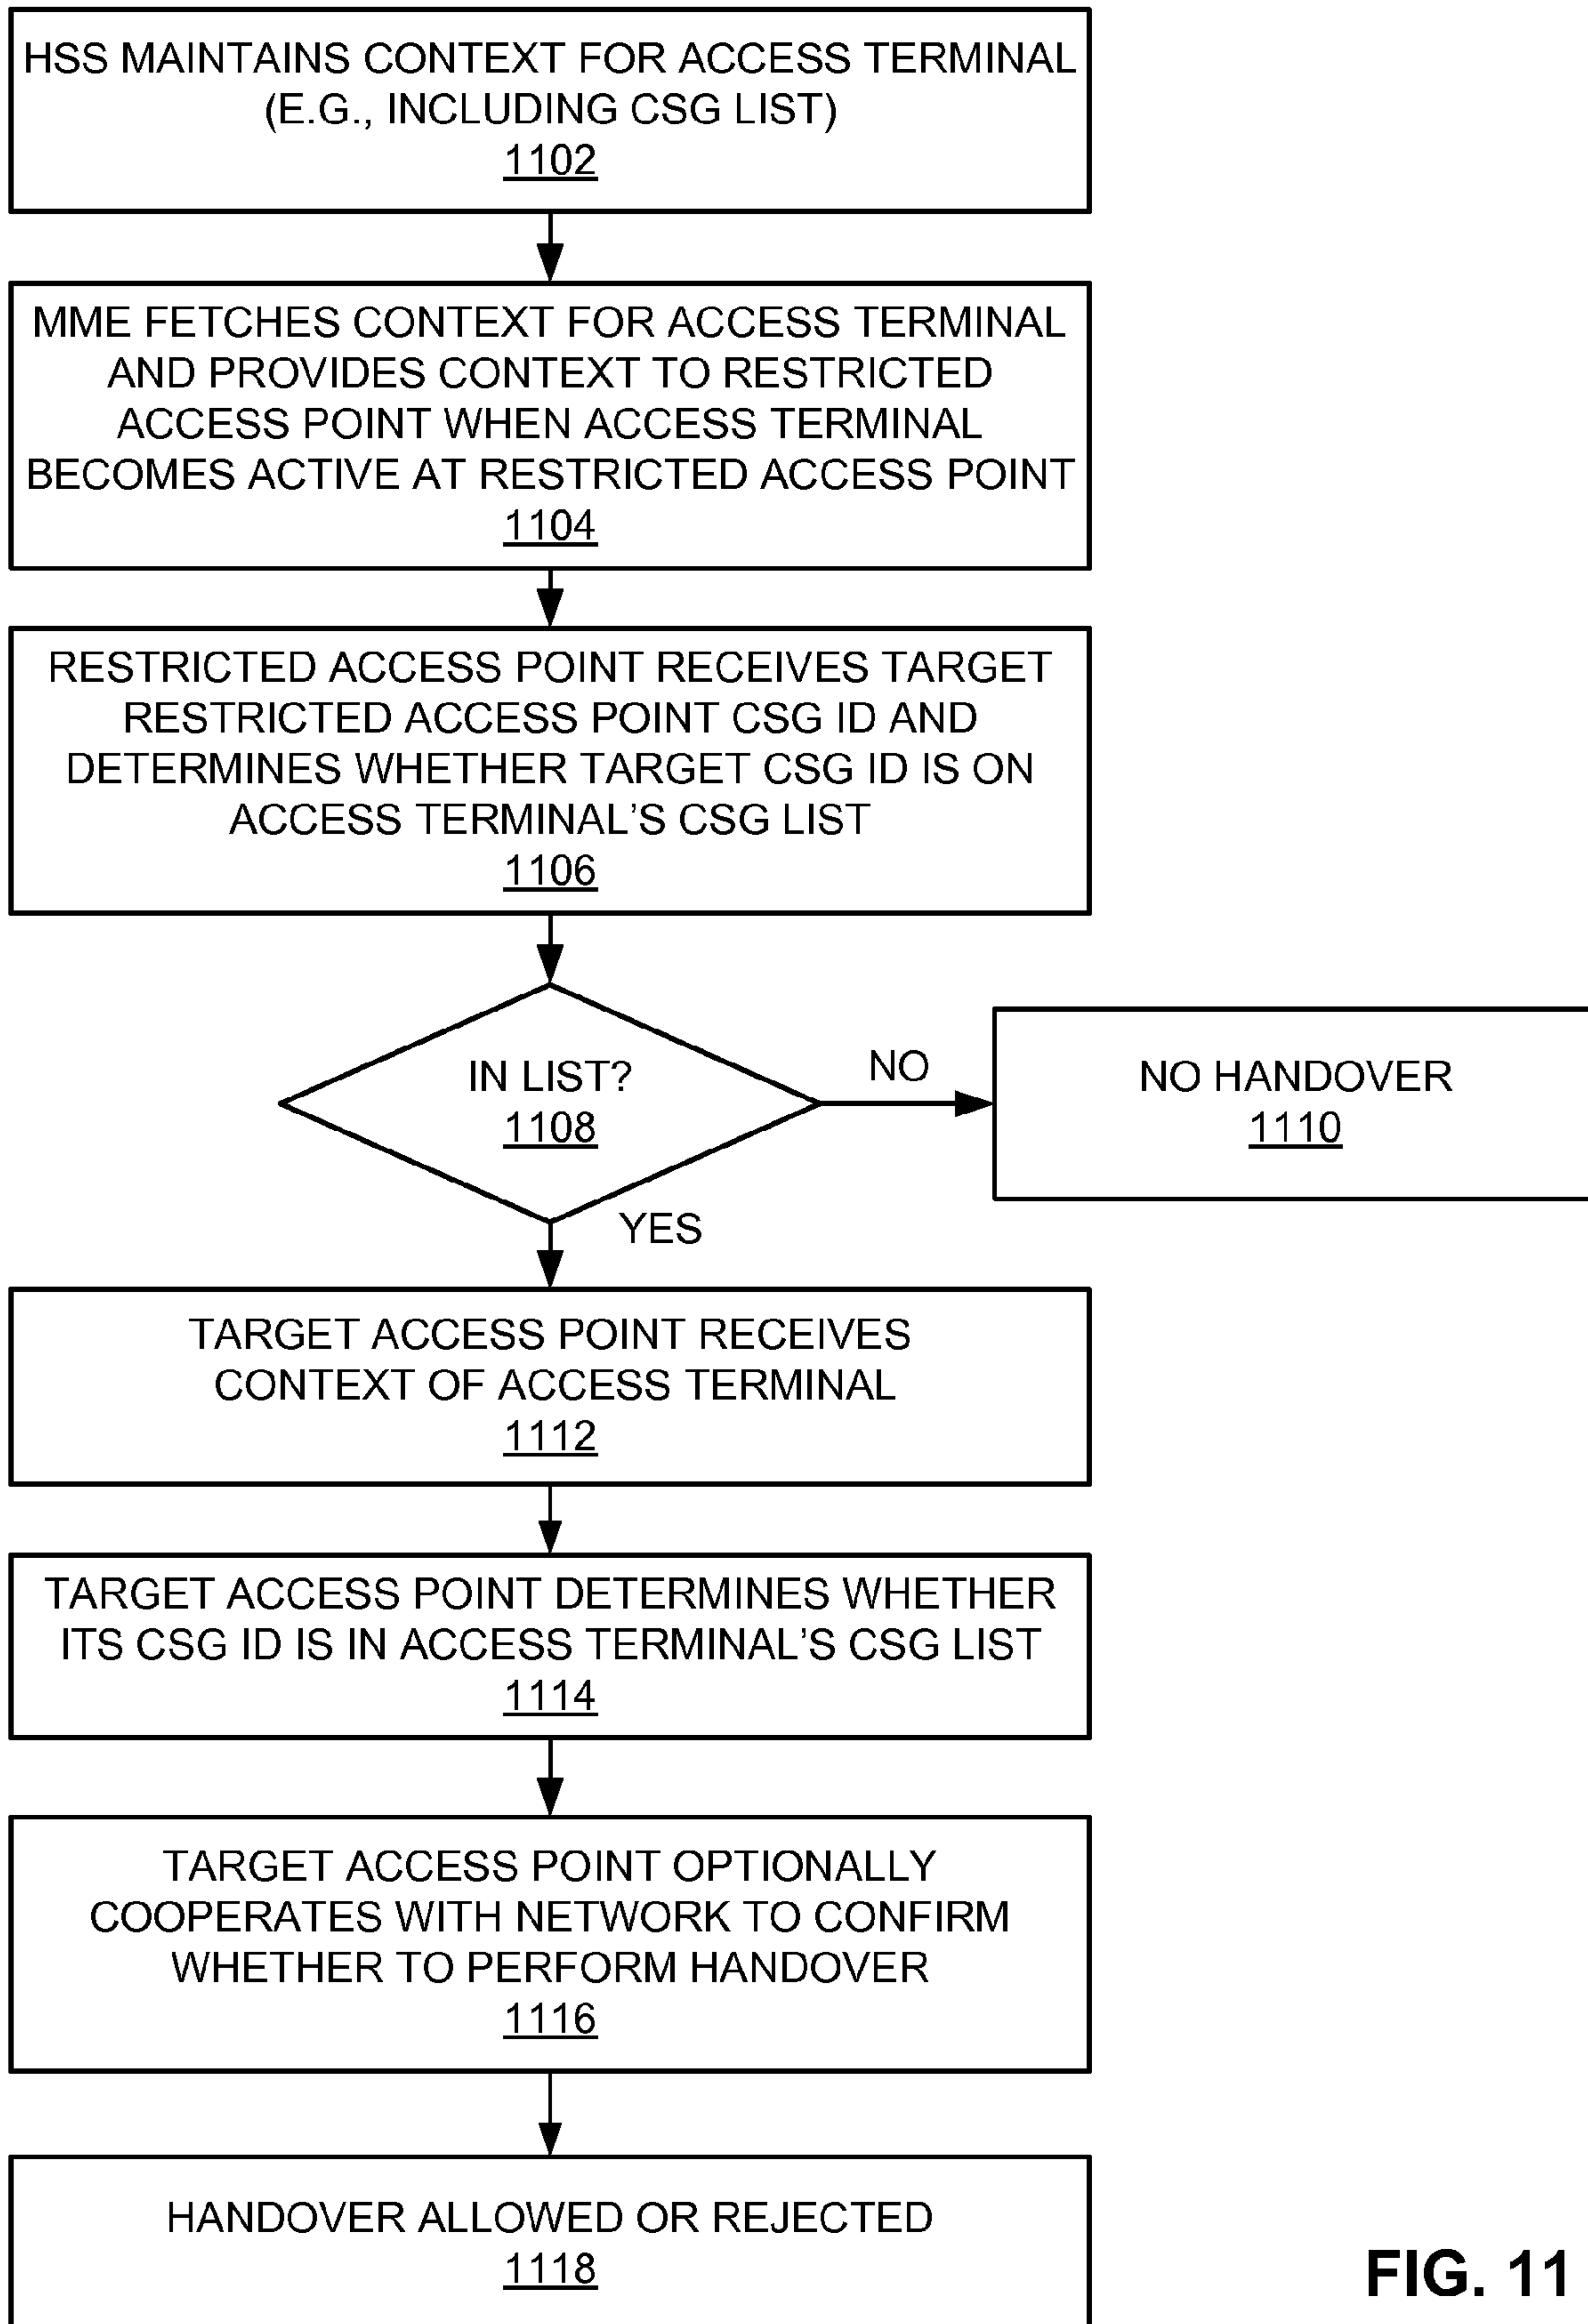 HSS MAINTAINS CONTEXT FOR ACCESS TERMINAL
(E.G., INCLUDING CSG LIST)
1102
MME FETCHES CONTEXT FOR ACCESS TERMINAL
AND PROVIDES CONTEXT TO RESTRICTED
ACCESS POINT WHEN ACCESS TERMINAL
BECOMES ACTIVE AT RESTRICTED ACCESS POINT
1104
RESTRICTED ACCESS POINT RECEIVES TARGET
RESTRICTED ACCESS POINT CSG ID AND
DETERMINES WHETHER TARGET CSG ID IS ON
ACCESS TERMINAL'S CSG LIST
1106
IN LIST?
1108
NO
NO HANDOVER
1110
YES
TARGET ACCESS POINT RECEIVES
CONTEXT OF ACCESS TERMINAL
1112
TARGET ACCESS POINT DETERMINES WHETHER
ITS CSG ID IS IN ACCESS TERMINAL'S CSG LIST
1114
TARGET ACCESS POINT OPTIONALLY
COOPERATES WITH NETWORK TO CONFIRM
WHETHER TO PERFORM HANDOVER
1116
HANDOVER ALLOWED OR REJECTED
1118
FIG. 11